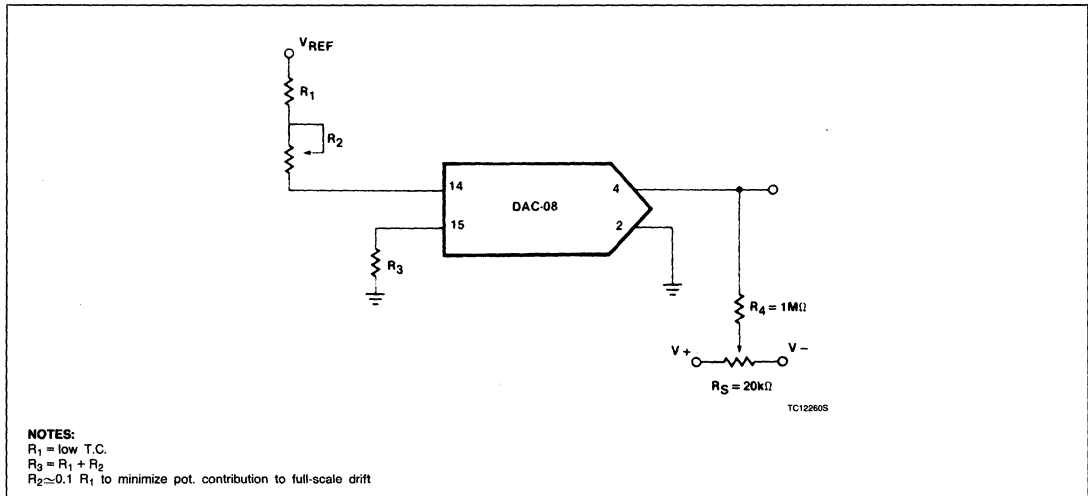 V_REF
R₁
R₂
14
4
DAC-08
15
2
R₃
R₄ = 1MΩ
V+
V−
R_S = 20kΩ
TC12260S
NOTES:
R₁ = low T.C.
R₃ = R₁ + R₂
R₂≃0.1 R₁ to minimize pot. contribution to full-scale drift